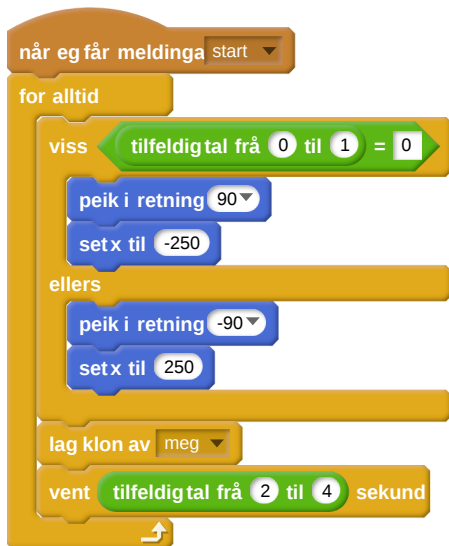 når eg får meldinga start
for alltid
viss tilfeldig tal frå 0 til 1 = 0
peik i retning 90
set x til -250
ellers
peik i retning -90
set x til 250
lag klon av meg
vent tilfeldig tal frå 2 til 4 sekund